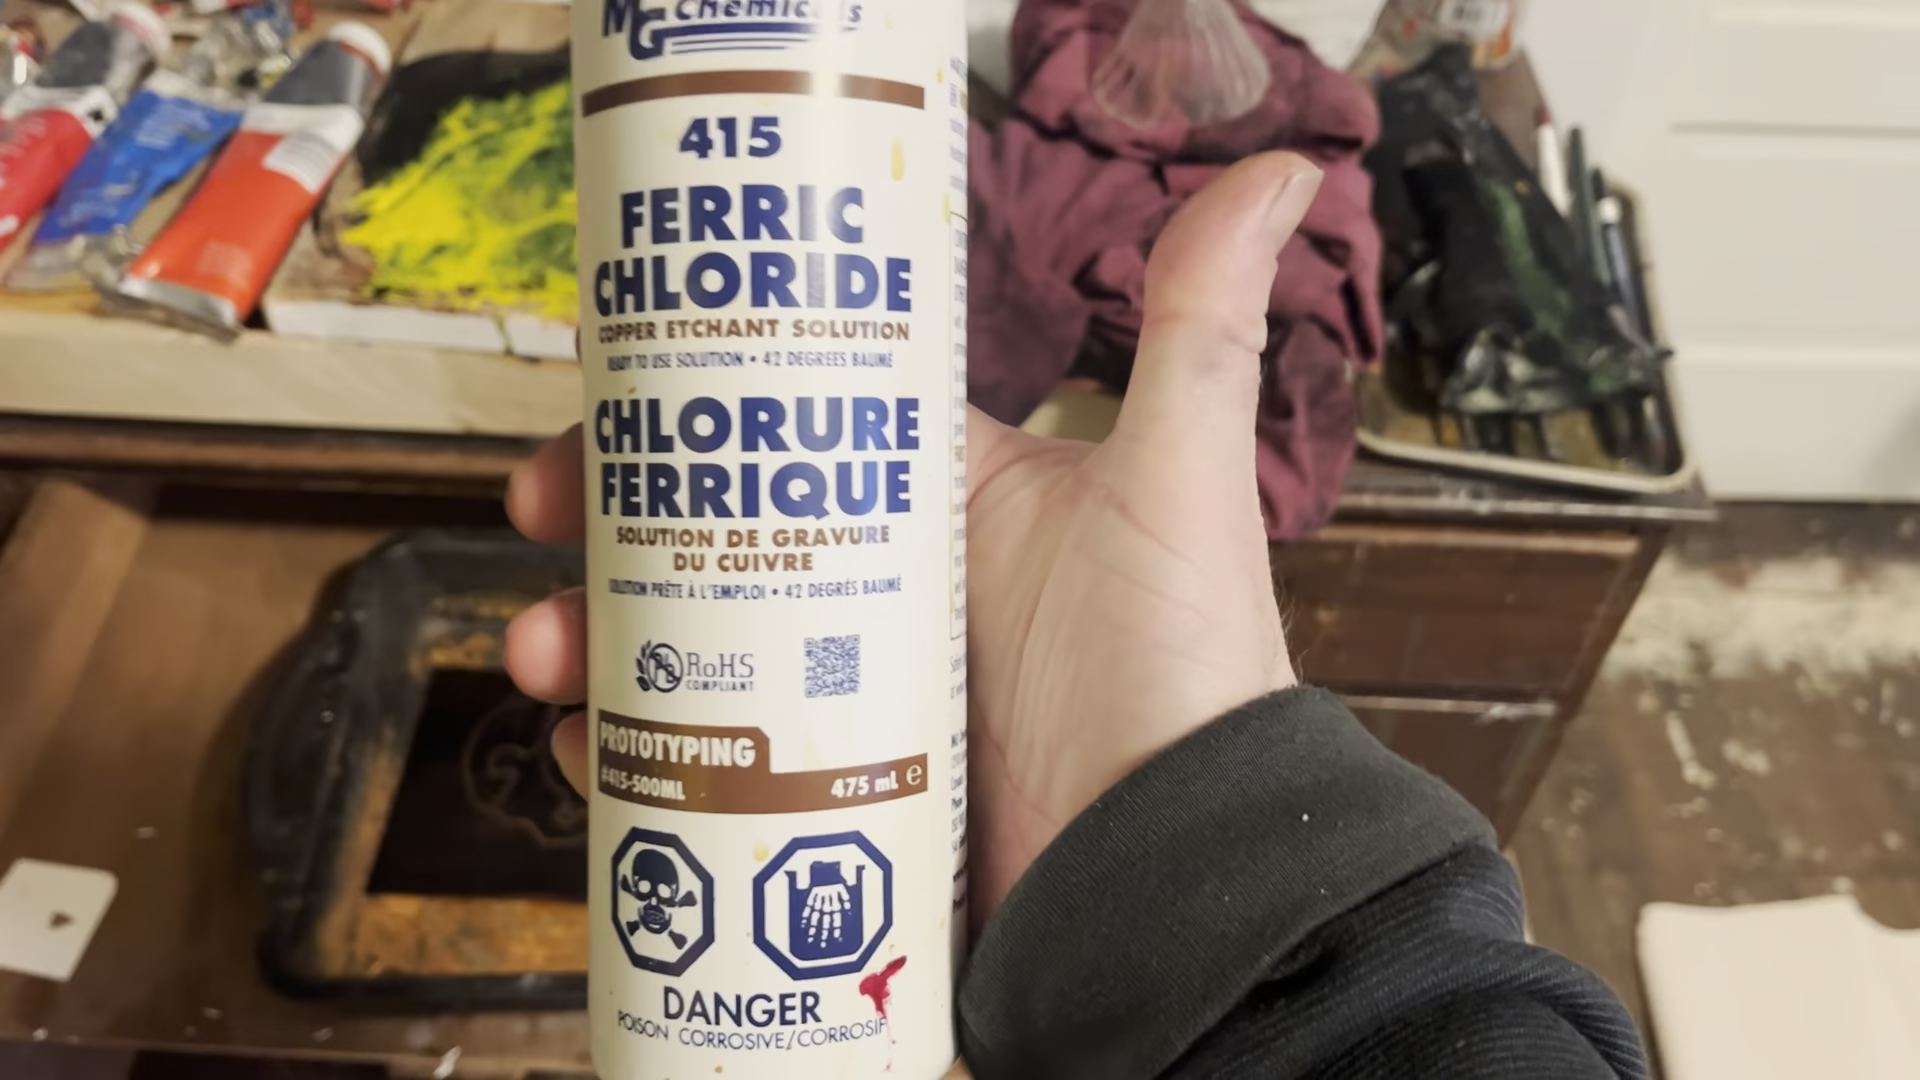 MG Chemicals
415
FERRIC
CHLORIDE
COPPER ETCHANT SOLUTION
READY TO USE SOLUTION • 42 DEGREES BAUMÉ
CHLORURE
FERRIQUE
SOLUTION DE GRAVURE
DU CUIVRE
SOLUTION PRÊTE À L'EMPLOI • 42 DEGRÉS BAUMÉ
Pb RoHS
COMPLIANT
PROTOTYPING
#415-500ML
475 mL e
DANGER
POISON CORROSIVE/CORROSIF